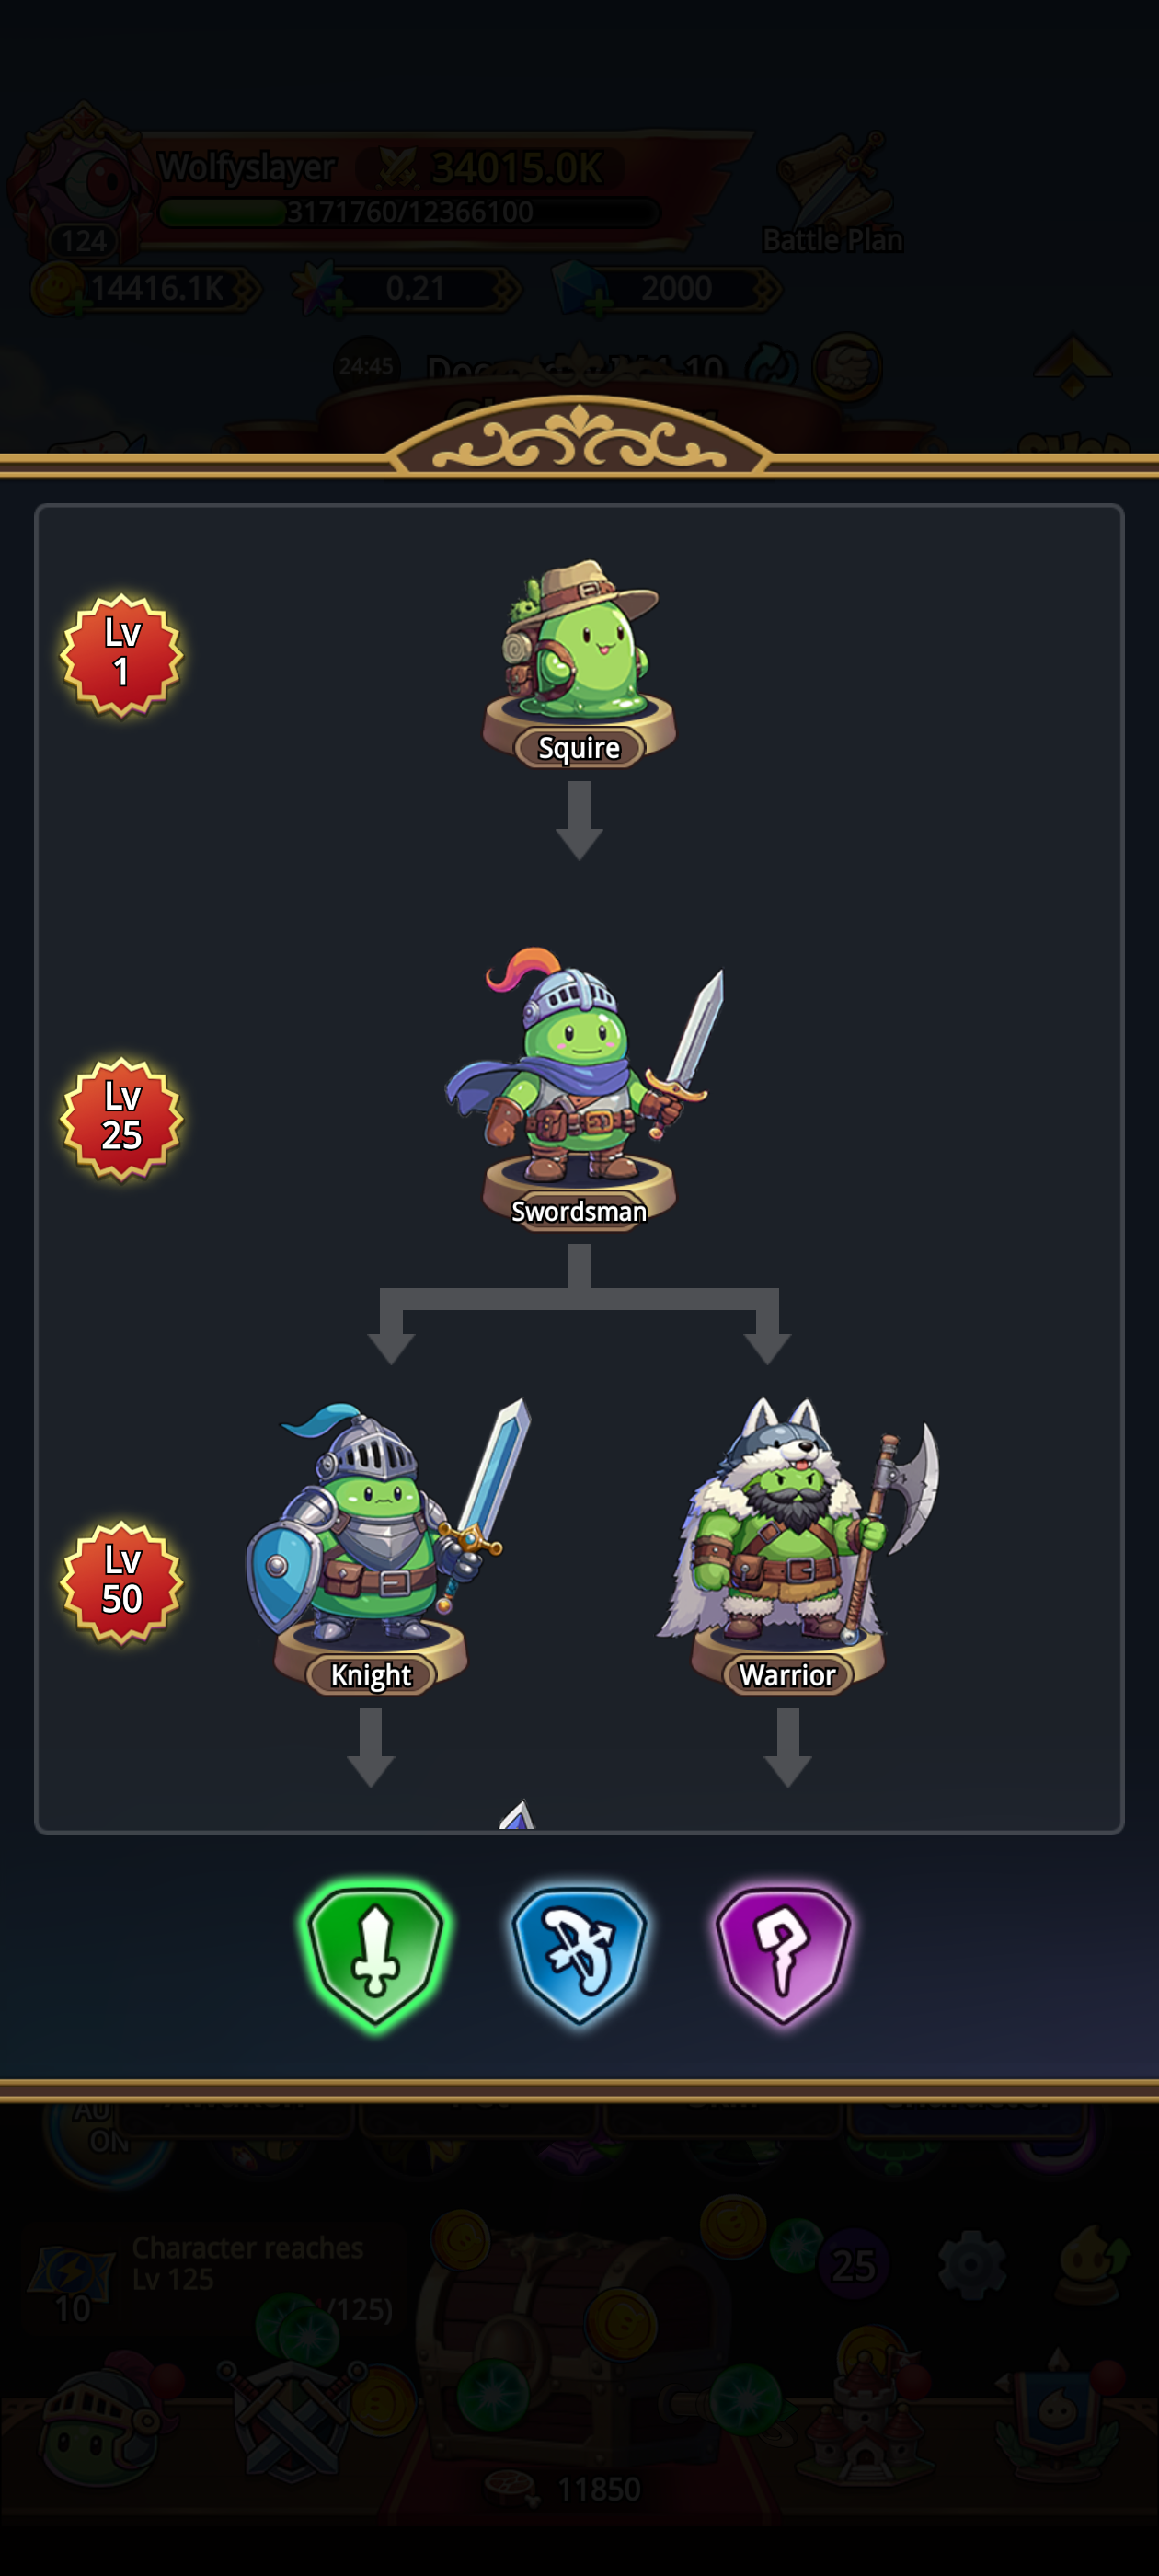 Wolfyslayer
34015.0K
3171760/12366100
124
Battle Plan
14416.1K
0.21
2000
24:45
Lv
1
Squire
Lv
25
Swordsman
Lv
50
Knight
Warrior
ON
Character reaches
Lv 125
/125)
10
25
11850